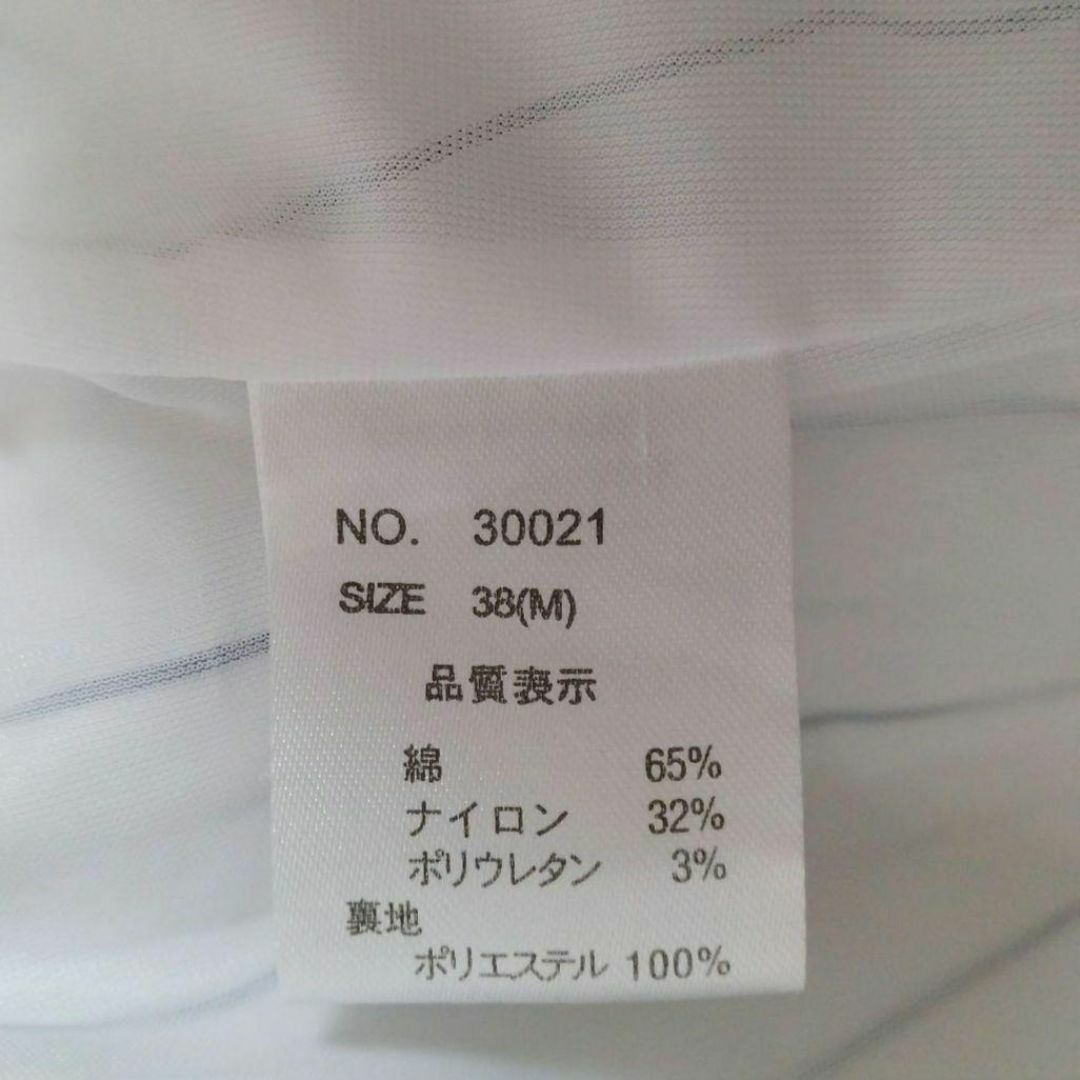 NO. 30021
SIZE 38(M)
品質表示
綿 65%
ナイロン 32%
ポリウレタン 3%
裏地
ポリエステル 100%